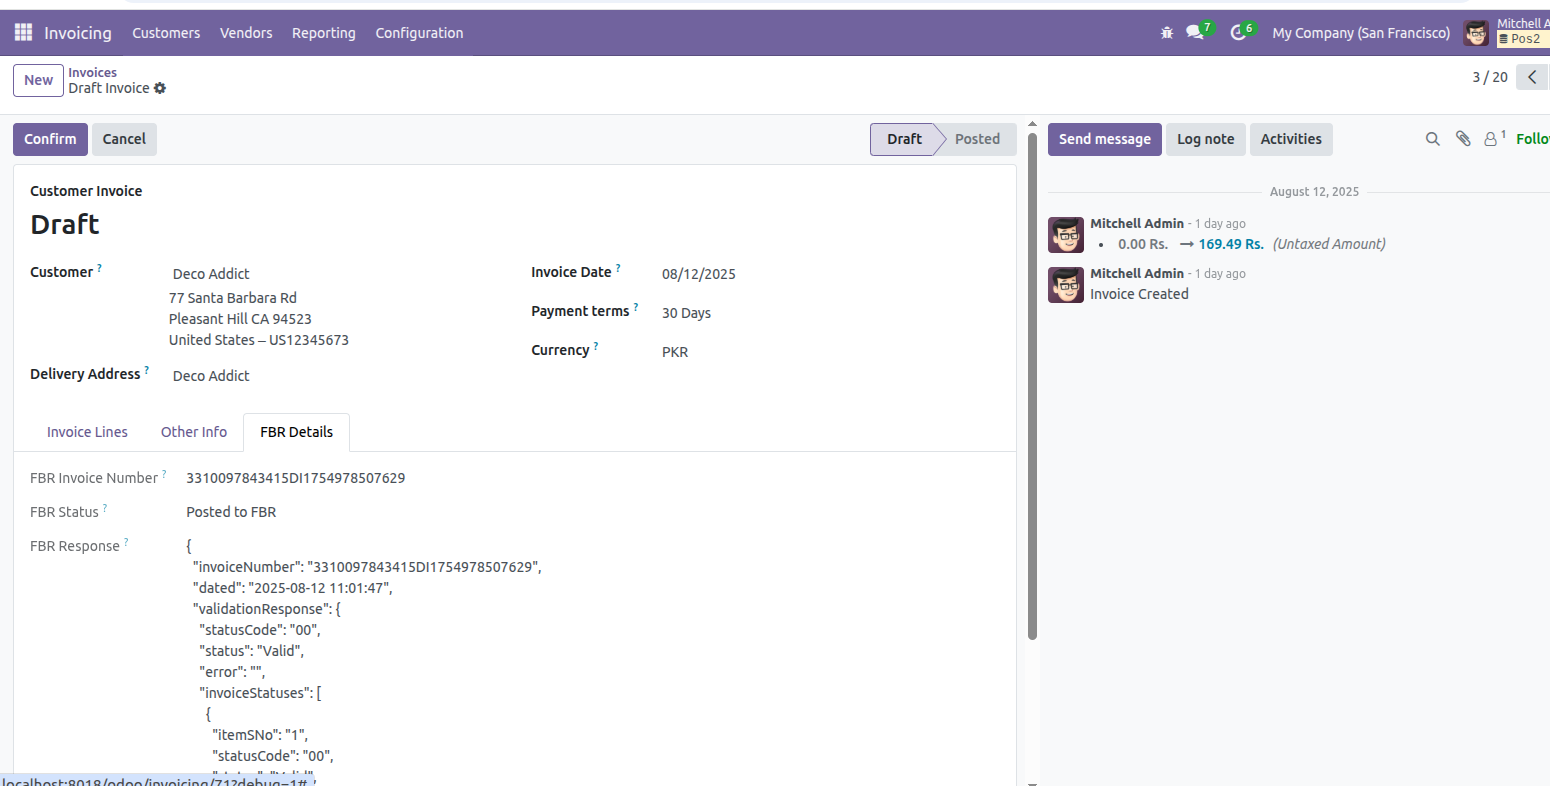 Invoicing Customers Vendors Reporting Configuration 7 6 My Company (San Francisco) Mitchell A
Pos2
New Invoices
Draft Invoice
3 / 20
Confirm Cancel Draft Posted Send message Log note Activities 1 Follo
Customer Invoice
Draft
Customer ? Deco Addict
77 Santa Barbara Rd
Pleasant Hill CA 94523
United States – US12345673
Delivery Address ? Deco Addict
Invoice Date ? 08/12/2025
Payment terms ? 30 Days
Currency ? PKR
Invoice Lines Other Info FBR Details
FBR Invoice Number ? 3310097843415DI1754978507629
FBR Status ? Posted to FBR
FBR Response ? {
"invoiceNumber": "3310097843415DI1754978507629",
"dated": "2025-08-12 11:01:47",
"validationResponse": {
"statusCode": "00",
"status": "Valid",
"error": "",
"invoiceStatuses": [
{
"itemSNo": "1",
"statusCode": "00",
August 12, 2025
Mitchell Admin - 1 day ago
• 0.00 Rs. → 169.49 Rs. (Untaxed Amount)
Mitchell Admin - 1 day ago
Invoice Created
localhost:8018/odoo/invoicing/71?debug=1#